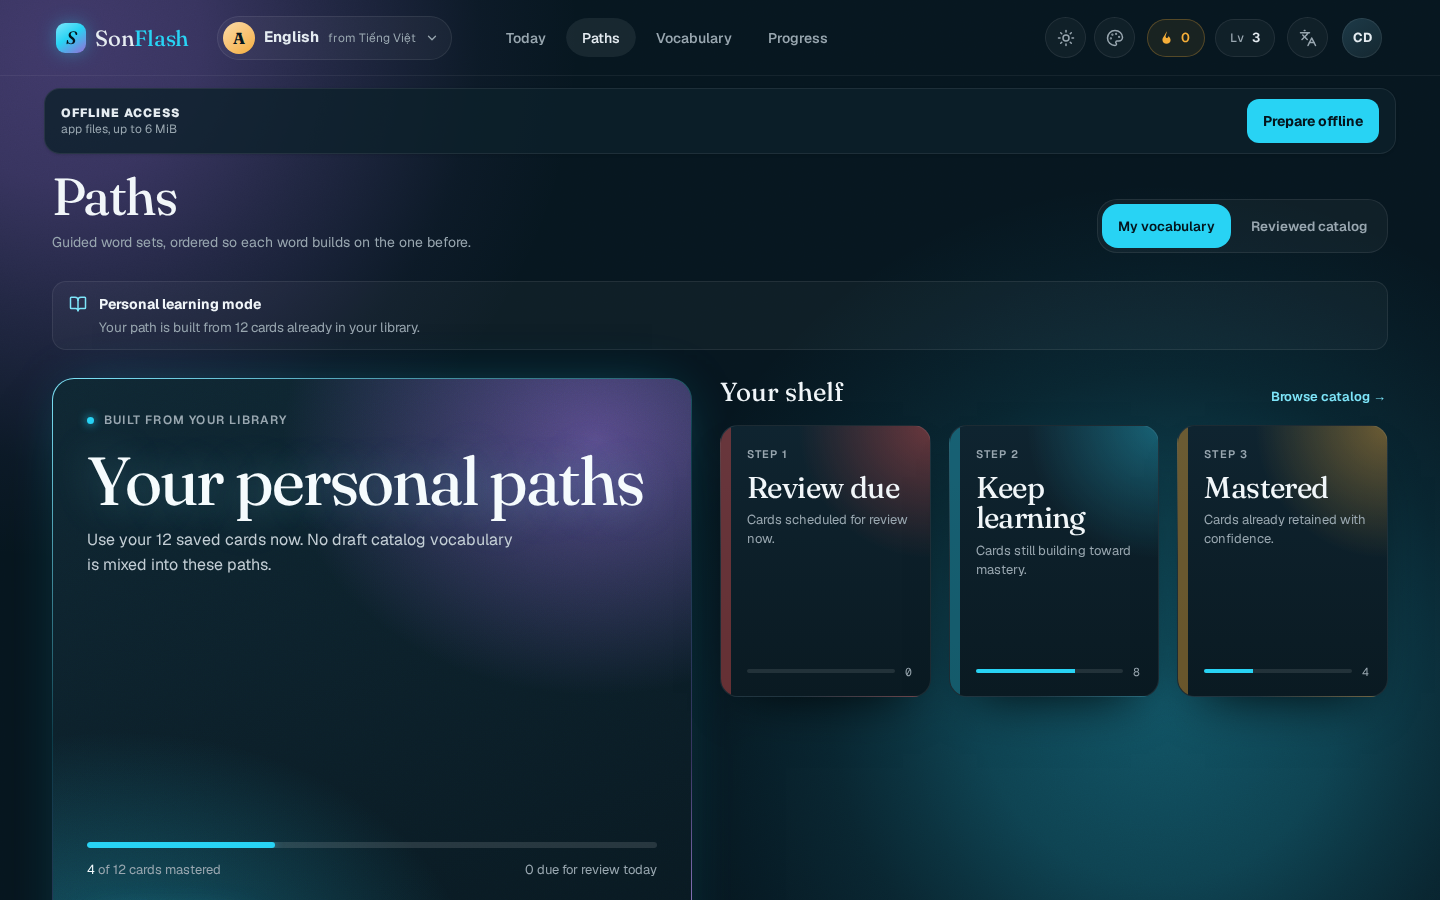 S SonFlash
A English from Tiếng Việt
Today
Paths
Vocabulary
Progress
0
Lv 3
CD
OFFLINE ACCESS
app files, up to 6 MiB
Prepare offline
Paths
Guided word sets, ordered so each word builds on the one before.
My vocabulary
Reviewed catalog
Personal learning mode
Your path is built from 12 cards already in your library.
BUILT FROM YOUR LIBRARY
Your personal paths
Use your 12 saved cards now. No draft catalog vocabulary
is mixed into these paths.
4 of 12 cards mastered
0 due for review today
Your shelf
Browse catalog →
STEP 1
Review due
Cards scheduled for review
now.
0
STEP 2
Keep
learning
Cards still building toward
mastery.
8
STEP 3
Mastered
Cards already retained with
confidence.
4